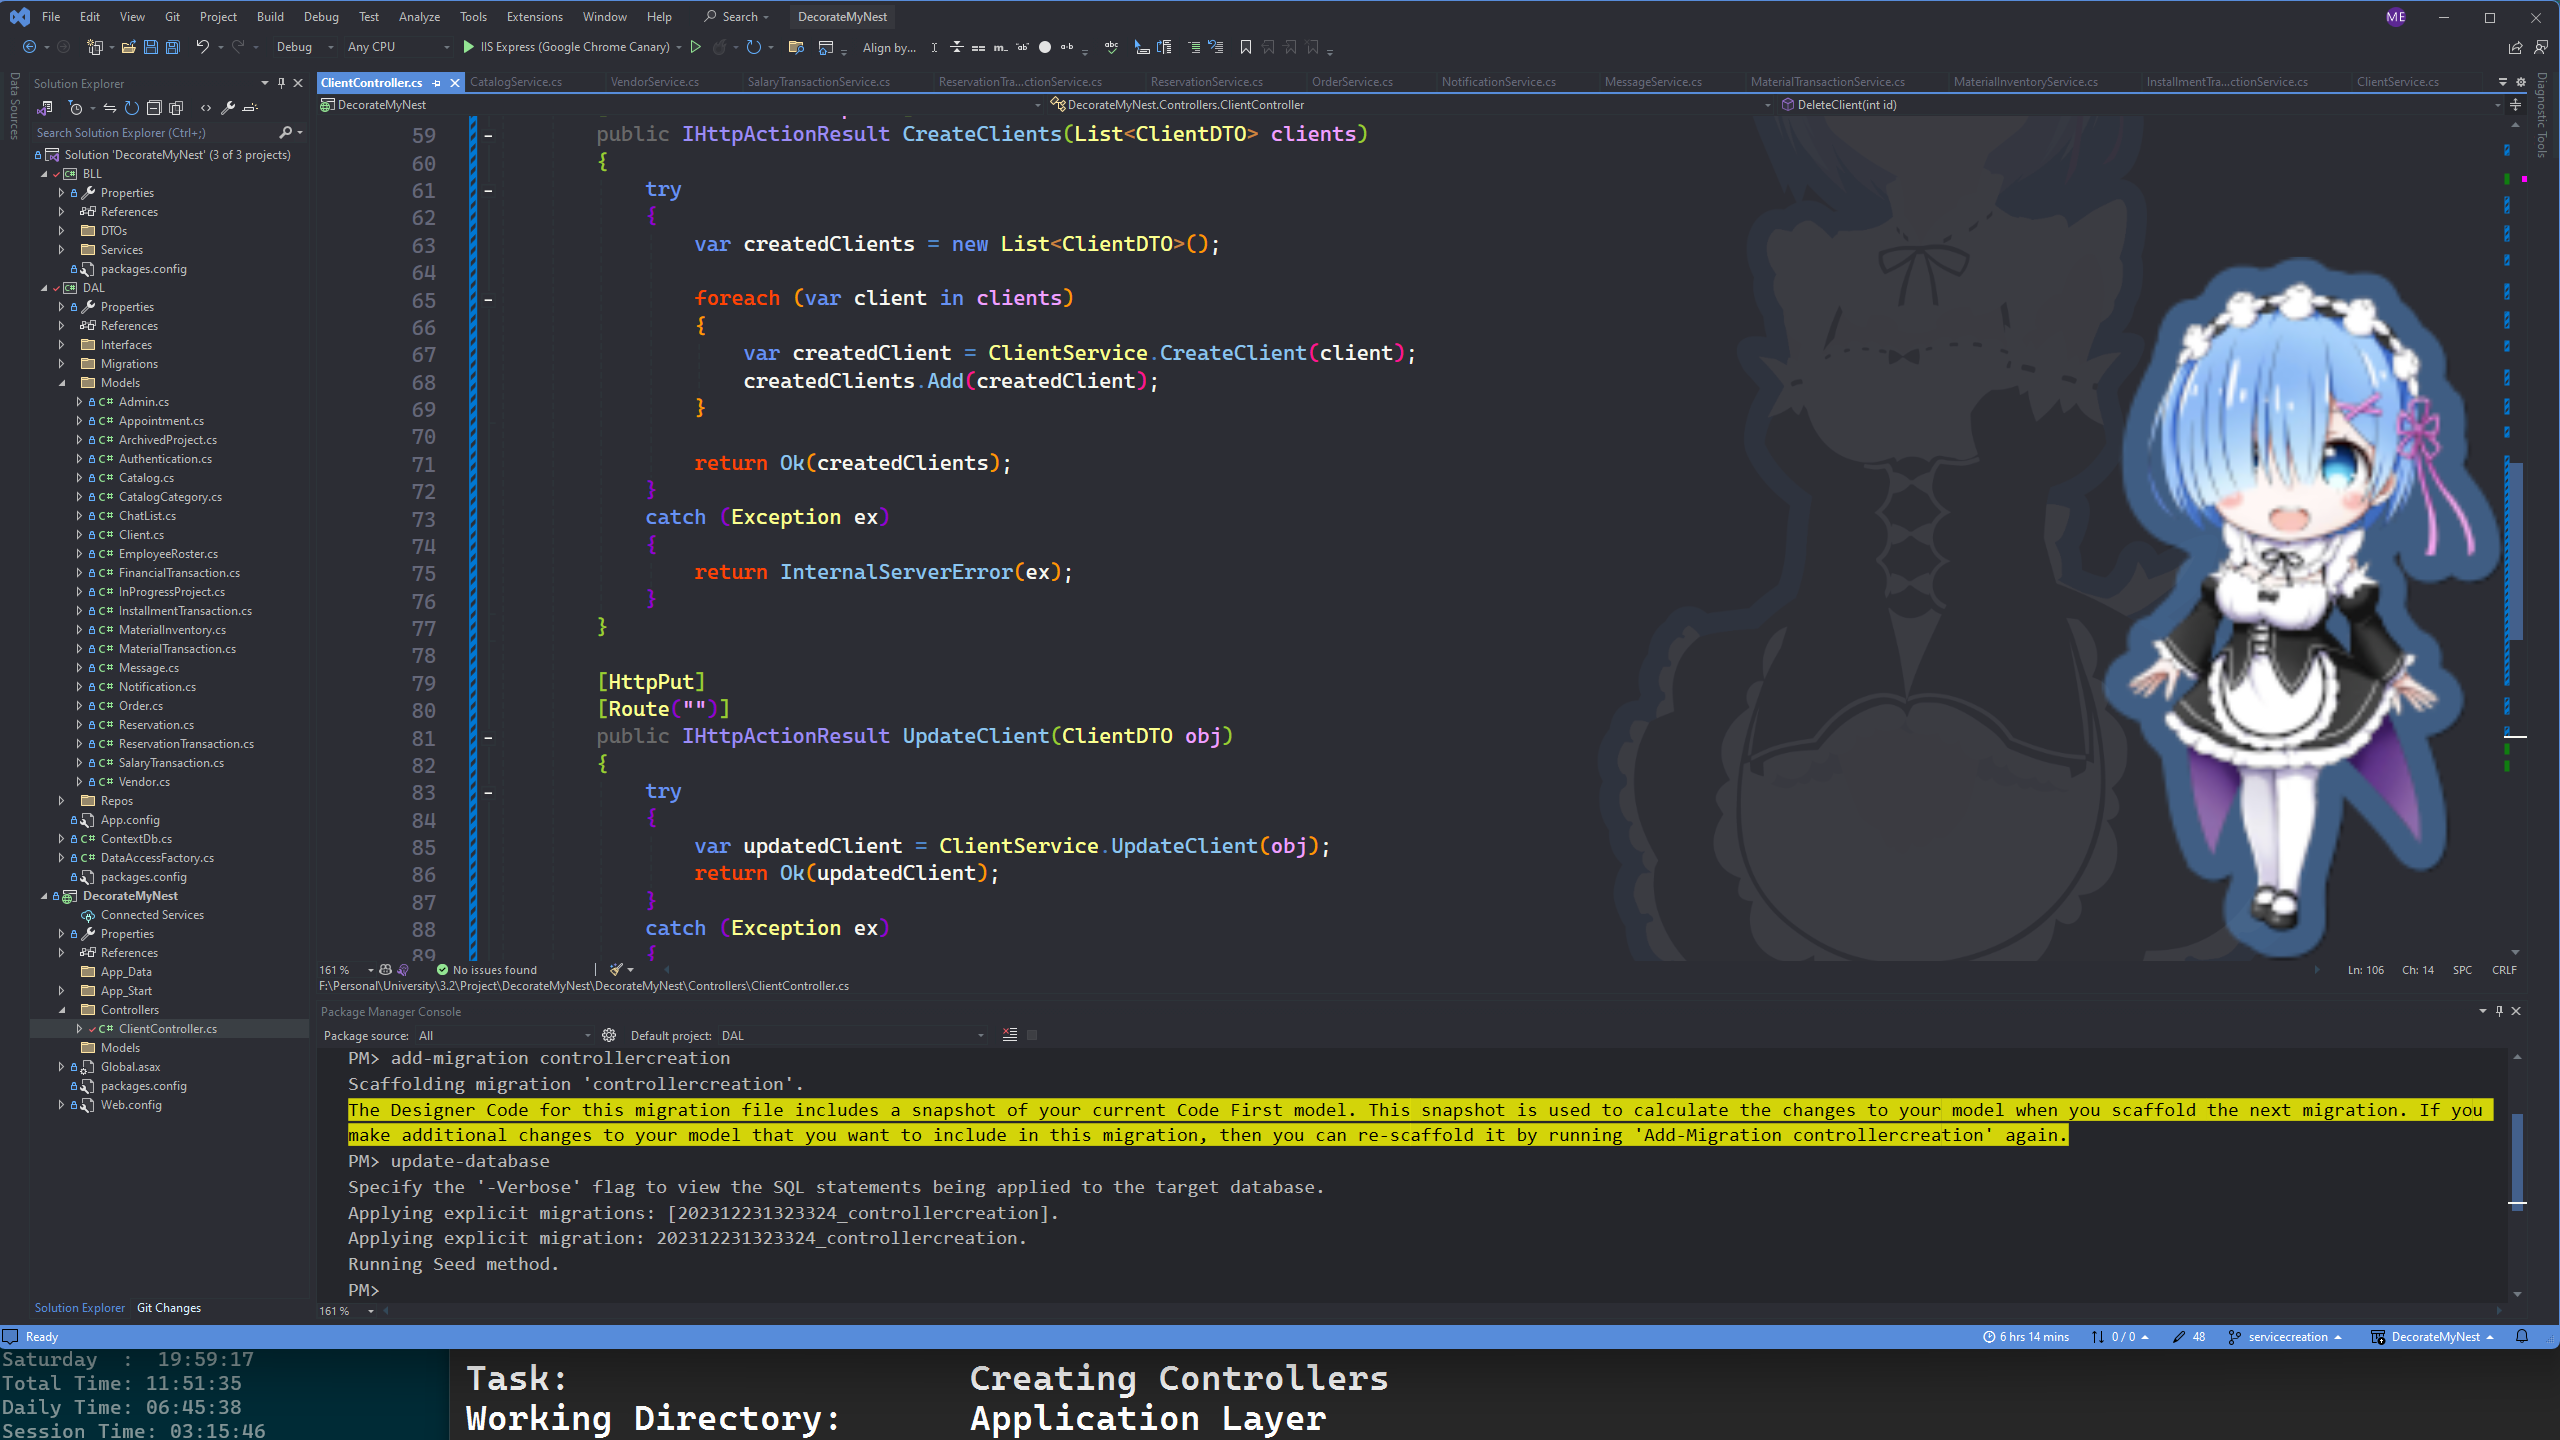 File Edit View Git Project Build Debug Test Analyze Tools Extensions Window Help Search DecorateMyNest ME
Debug Any CPU IIS Express (Google Chrome Canary) Align by...
Data Sources
Solution Explorer
Search Solution Explorer (Ctrl+;)
Solution 'DecorateMyNest' (3 of 3 projects)
BLL
Properties
References
DTOs
Services
packages.config
DAL
Properties
References
Interfaces
Migrations
Models
C# Admin.cs
C# Appointment.cs
C# ArchivedProject.cs
C# Authentication.cs
C# Catalog.cs
C# CatalogCategory.cs
C# ChatList.cs
C# Client.cs
C# EmployeeRoster.cs
C# FinancialTransaction.cs
C# InProgressProject.cs
C# InstallmentTransaction.cs
C# MaterialInventory.cs
C# MaterialTransaction.cs
C# Message.cs
C# Notification.cs
C# Order.cs
C# Reservation.cs
C# ReservationTransaction.cs
C# SalaryTransaction.cs
C# Vendor.cs
Repos
App.config
C# ContextDb.cs
C# DataAccessFactory.cs
packages.config
DecorateMyNest
Connected Services
Properties
References
App_Data
App_Start
Controllers
C# ClientController.cs
Models
Global.asax
packages.config
Web.config
Solution Explorer Git Changes
ClientController.cs CatalogService.cs VendorService.cs SalaryTransactionService.cs ReservationTra...ctionService.cs ReservationService.cs OrderService.cs NotificationService.cs MessageService.cs MaterialTransactionService.cs MaterialInventoryService.cs InstallmentTra...ctionService.cs ClientService.cs
DecorateMyNest DecorateMyNest.Controllers.ClientController DeleteClient(int id)
Diagnostic Tools
59 public IHttpActionResult CreateClients(List<ClientDTO> clients)
60 {
61 try
62 {
63 var createdClients = new List<ClientDTO>();
64
65 foreach (var client in clients)
66 {
67 var createdClient = ClientService.CreateClient(client);
68 createdClients.Add(createdClient);
69 }
70
71 return Ok(createdClients);
72 }
73 catch (Exception ex)
74 {
75 return InternalServerError(ex);
76 }
77 }
78
79 [HttpPut]
80 [Route("")]
81 public IHttpActionResult UpdateClient(ClientDTO obj)
82 {
83 try
84 {
85 var updatedClient = ClientService.UpdateClient(obj);
86 return Ok(updatedClient);
87 }
88 catch (Exception ex)
89 {
161 % No issues found Ln: 106 Ch: 14 SPC CRLF
F:\Personal\University\3.2\Project\DecorateMyNest\DecorateMyNest\Controllers\ClientController.cs
Package Manager Console
Package source: All Default project: DAL
PM> add-migration controllercreation
Scaffolding migration 'controllercreation'.
The Designer Code for this migration file includes a snapshot of your current Code First model. This snapshot is used to calculate the changes to your model when you scaffold the next migration. If you
make additional changes to your model that you want to include in this migration, then you can re-scaffold it by running 'Add-Migration controllercreation' again.
PM> update-database
Specify the '-Verbose' flag to view the SQL statements being applied to the target database.
Applying explicit migrations: [202312231323324_controllercreation].
Applying explicit migration: 202312231323324_controllercreation.
Running Seed method.
PM>
161 %
Ready 6 hrs 14 mins 0 / 0 48 servicecreation DecorateMyNest
Saturday : 19:59:17
Total Time: 11:51:35
Daily Time: 06:45:38
Session Time: 03:15:46
Task: Creating Controllers
Working Directory: Application Layer